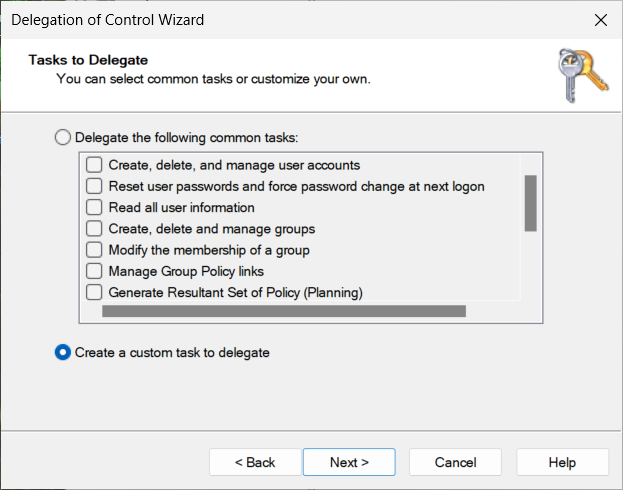 Delegation of Control Wizard
Tasks to Delegate
You can select common tasks or customize your own.
Delegate the following common tasks:
Create, delete, and manage user accounts
Reset user passwords and force password change at next logon
Read all user information
Create, delete and manage groups
Modify the membership of a group
Manage Group Policy links
Generate Resultant Set of Policy (Planning)
Create a custom task to delegate
< Back
Next >
Cancel
Help